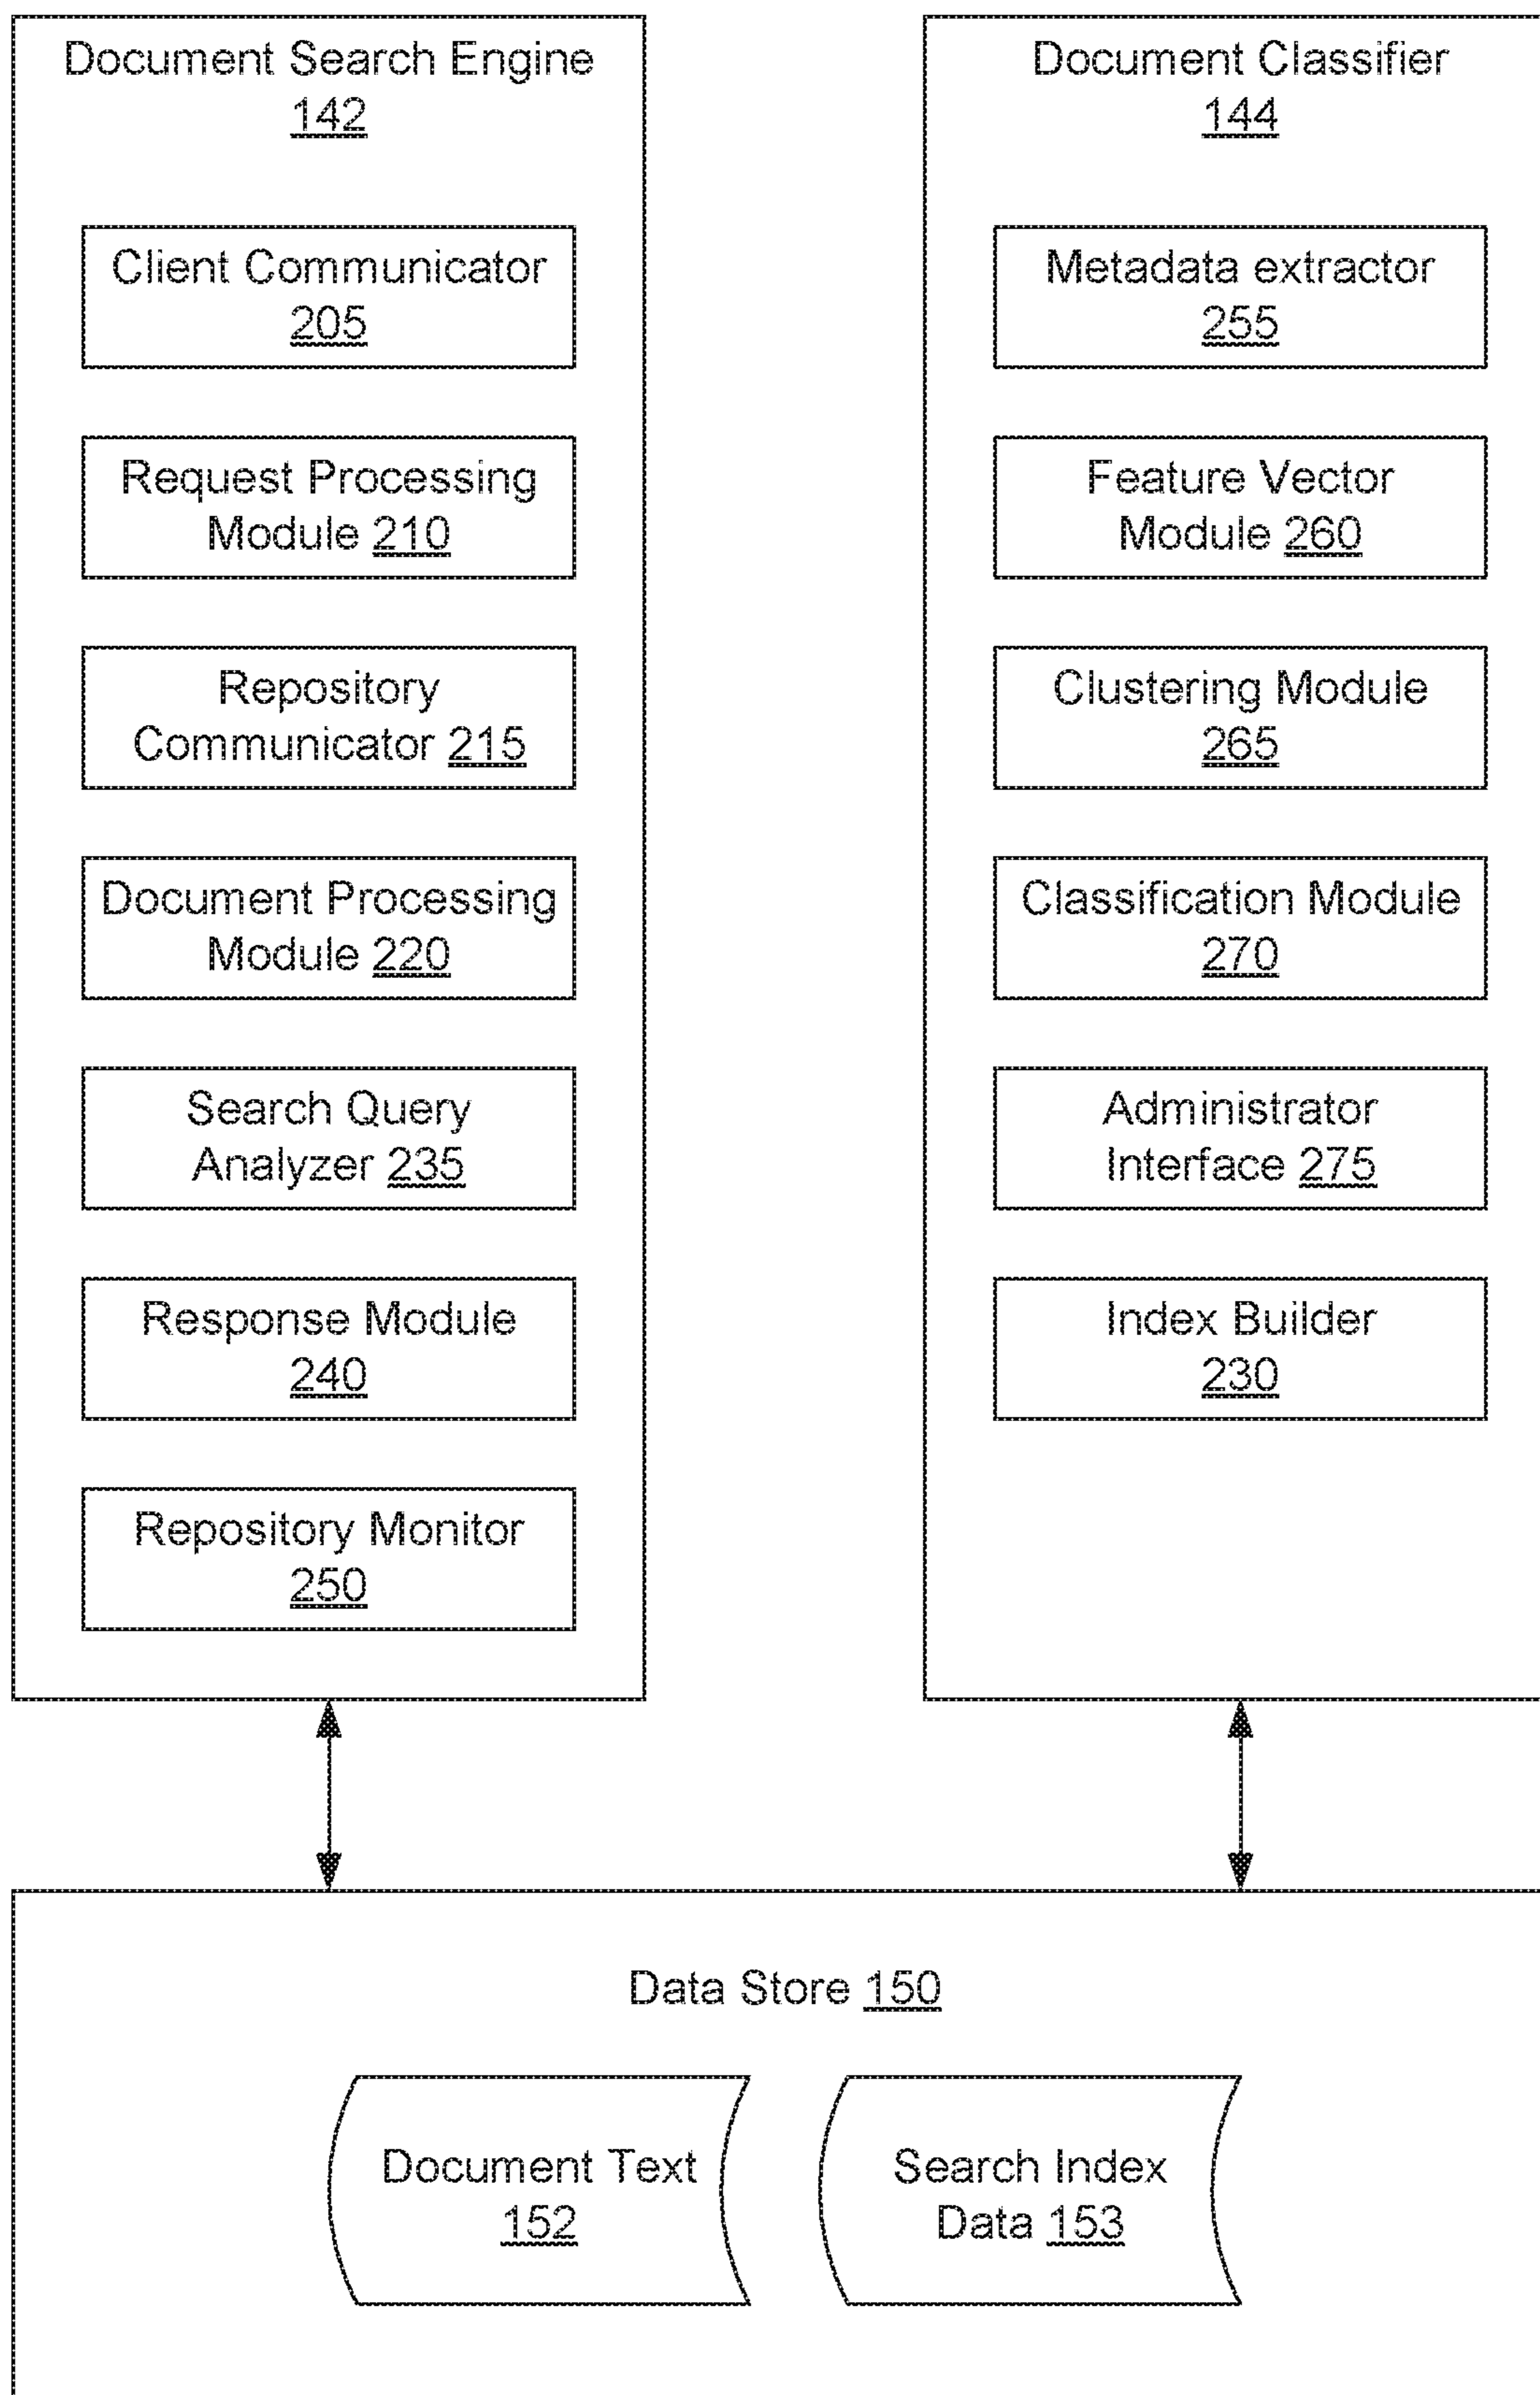 Document Search Engine
142
Client Communicator
205
Request Processing
Module 210
Repository
Communicator 215
Document Processing
Module 220
Search Query
Analyzer 235
Response Module
240
Repository Monitor
250
Document Classifier
144
Metadata extractor
255
Feature Vector
Module 260
Clustering Module
265
Classification Module
270
Administrator
Interface 275
Index Builder
230
Data Store 150
Document Text
152
Search Index
Data 153